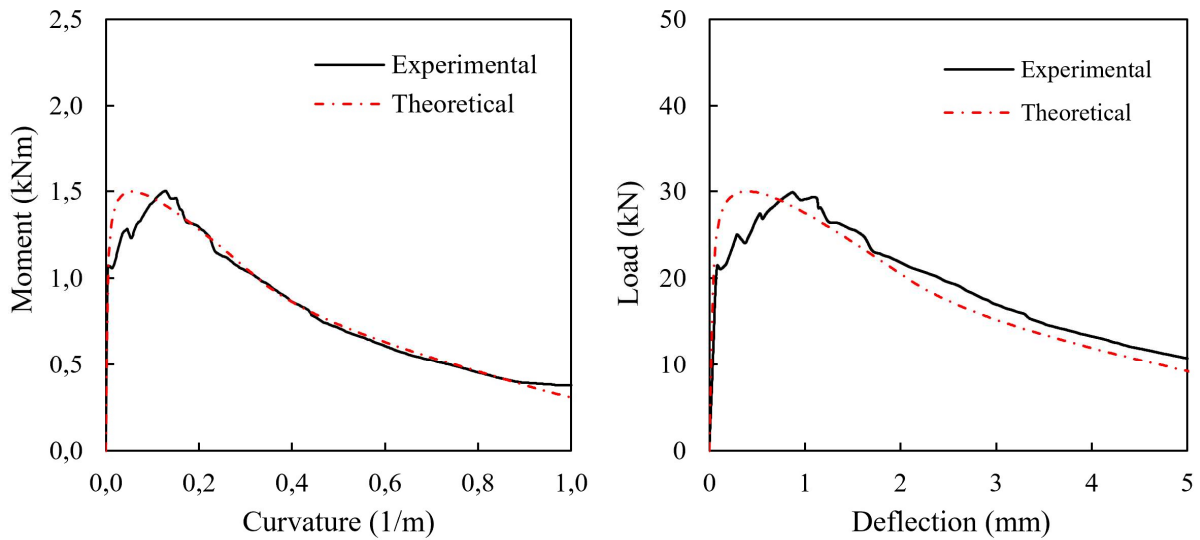 2,5
2,0
1,5
1,0
0,5
0,0
Moment (kNm)
Experimental
Theoretical
0,0 0,2 0,4 0,6 0,8 1,0
Curvature (1/m)
50
40
30
20
10
0
Load (kN)
Experimental
Theoretical
0 1 2 3 4 5
Deflection (mm)